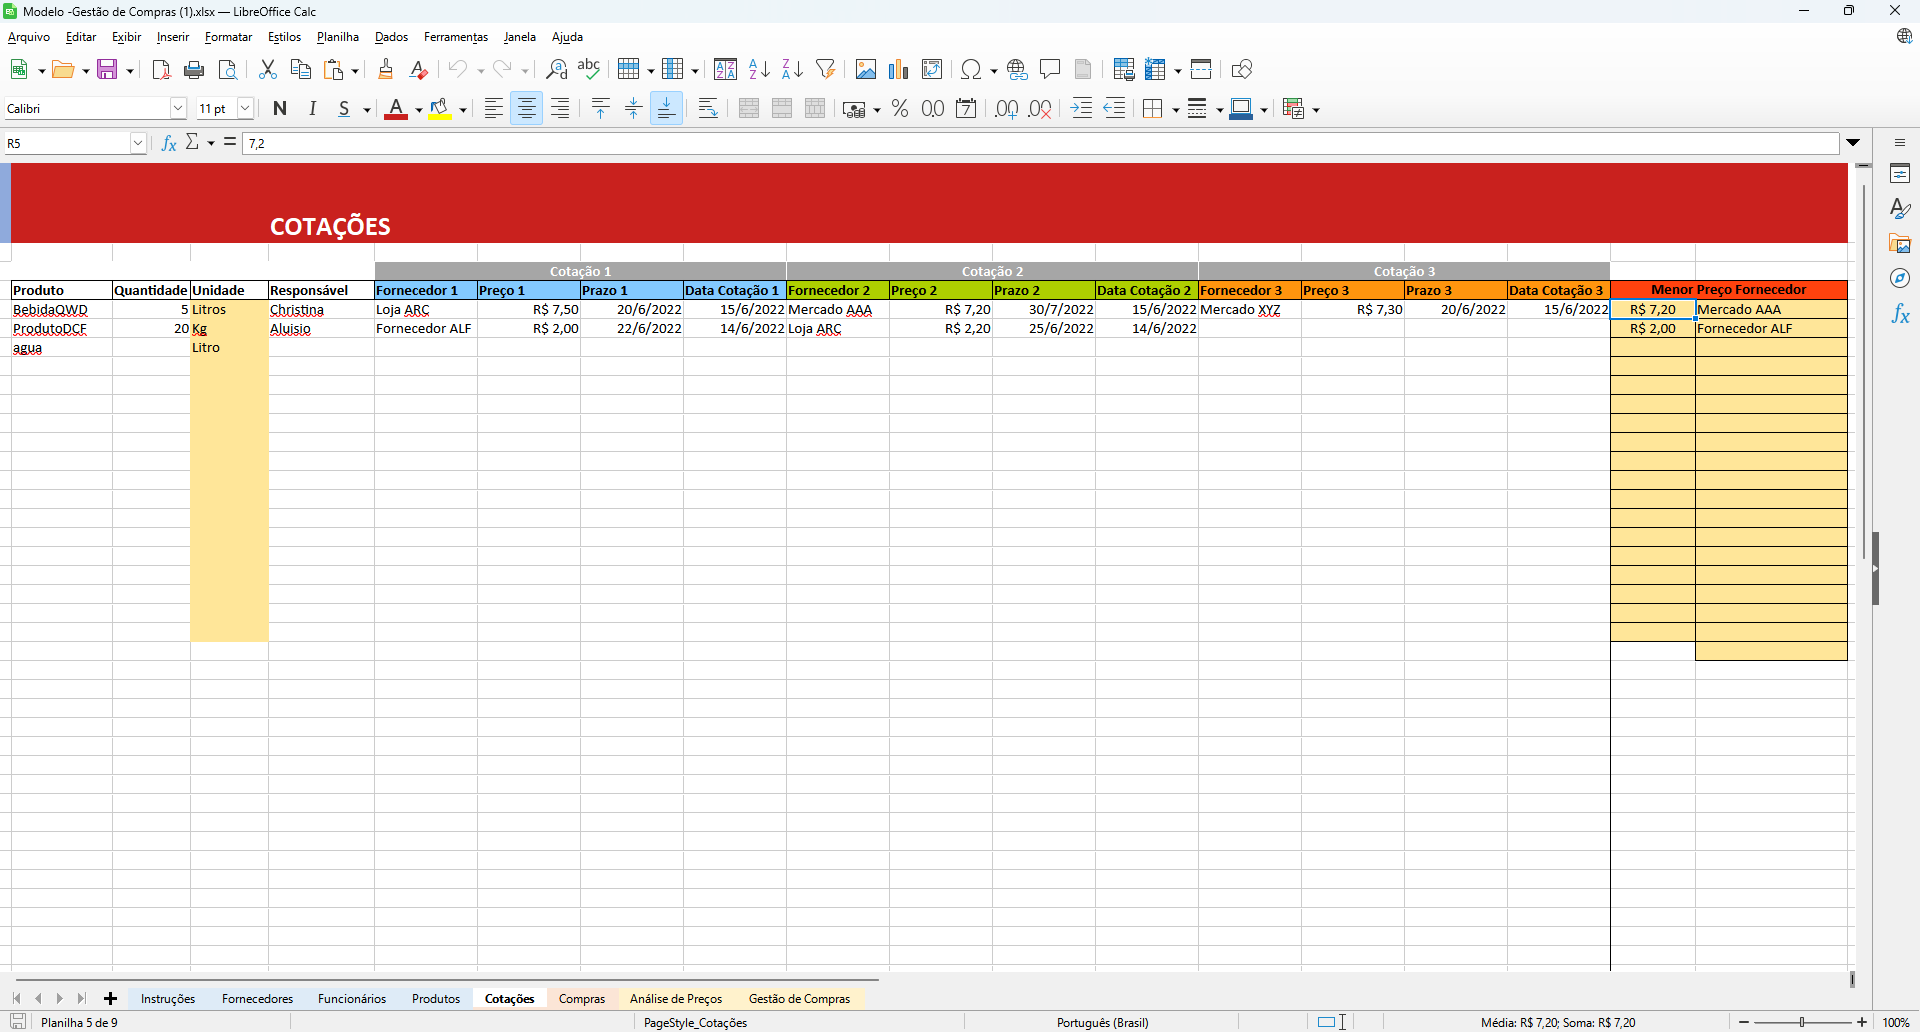 Modelo -Gestão de Compras (1).xlsx — LibreOffice Calc
Arquivo Editar Exibir Inserir Formatar Estilos Planilha Dados Ferramentas Janela Ajuda
Calibri 11 pt N I S
R5 7,2
COTAÇÕES
Cotação 1 Cotação 2 Cotação 3
Produto Quantidade Unidade Responsável Fornecedor 1 Preço 1 Prazo 1 Data Cotação 1 Fornecedor 2 Preço 2 Prazo 2 Data Cotação 2 Fornecedor 3 Preço 3 Prazo 3 Data Cotação 3 Menor Preço Fornecedor
BebidaQWD 5 Litros Christina Loja ARC R$ 7,50 20/6/2022 15/6/2022 Mercado AAA R$ 7,20 30/7/2022 15/6/2022 Mercado XYZ R$ 7,30 20/6/2022 15/6/2022 R$ 7,20 Mercado AAA
ProdutoDCF 20 Kg Aluisio Fornecedor ALF R$ 2,00 22/6/2022 14/6/2022 Loja ARC R$ 2,20 25/6/2022 14/6/2022 R$ 2,00 Fornecedor ALF
agua Litro
Instruções Fornecedores Funcionários Produtos Cotações Compras Análise de Preços Gestão de Compras
Planilha 5 de 9 PageStyle_Cotações Português (Brasil) Média: R$ 7,20; Soma: R$ 7,20 100%